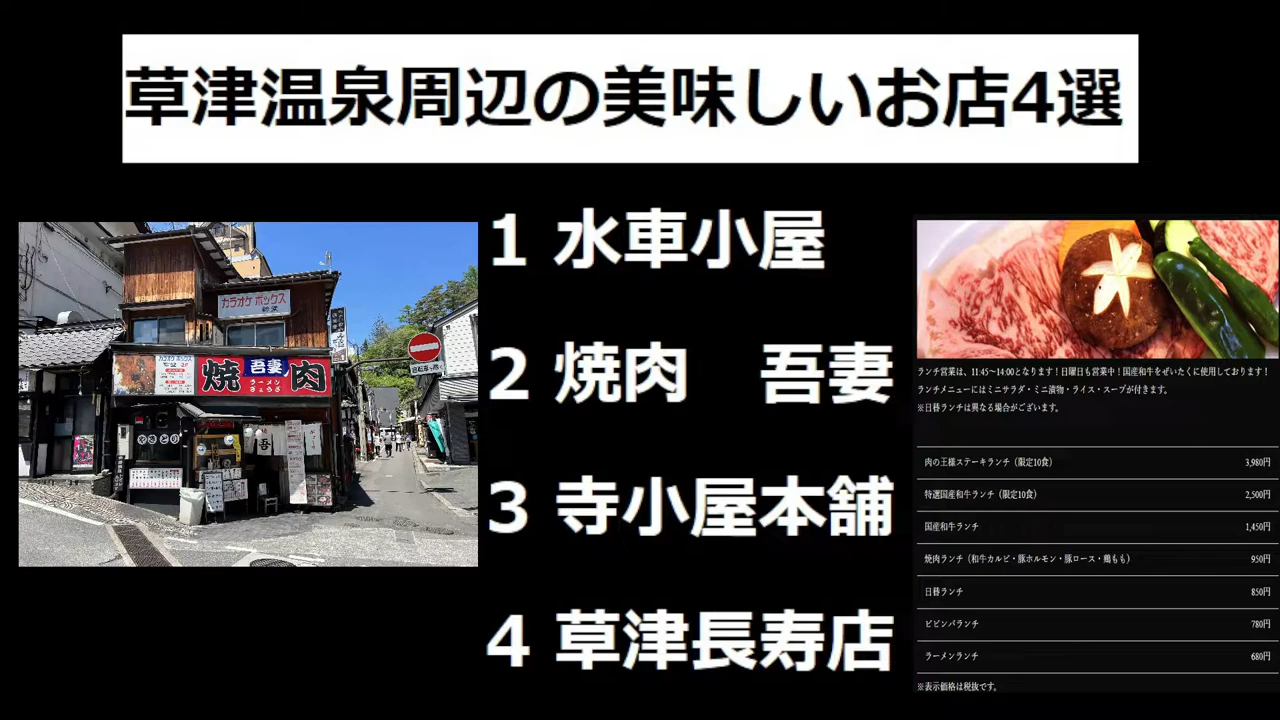 草津温泉周辺の美味しいお店4選
1 水車小屋
2 焼肉　吾妻
3 寺小屋本舗
4 草津長寿店
カラオケ ボックス
吾妻
焼肉
ラーメン
ぎょうざ
やきとり
吾
ランチ営業は、11:45～14:00となります！日曜日も営業中！国産和牛をぜいたくに使用しております！
ランチメニューにはミニサラダ・ミニ漬物・ライス・スープが付きます。
※日替ランチは異なる場合がございます。
肉の王様ステーキランチ（限定10食） 3,980円
特選国産和牛ランチ（限定10食） 2,500円
国産和牛ランチ 1,450円
焼肉ランチ（和牛カルビ・豚ホルモン・豚ロース・鶏もも） 950円
日替ランチ 850円
ビビンバランチ 780円
ラーメンランチ 680円
※表示価格は税抜です。